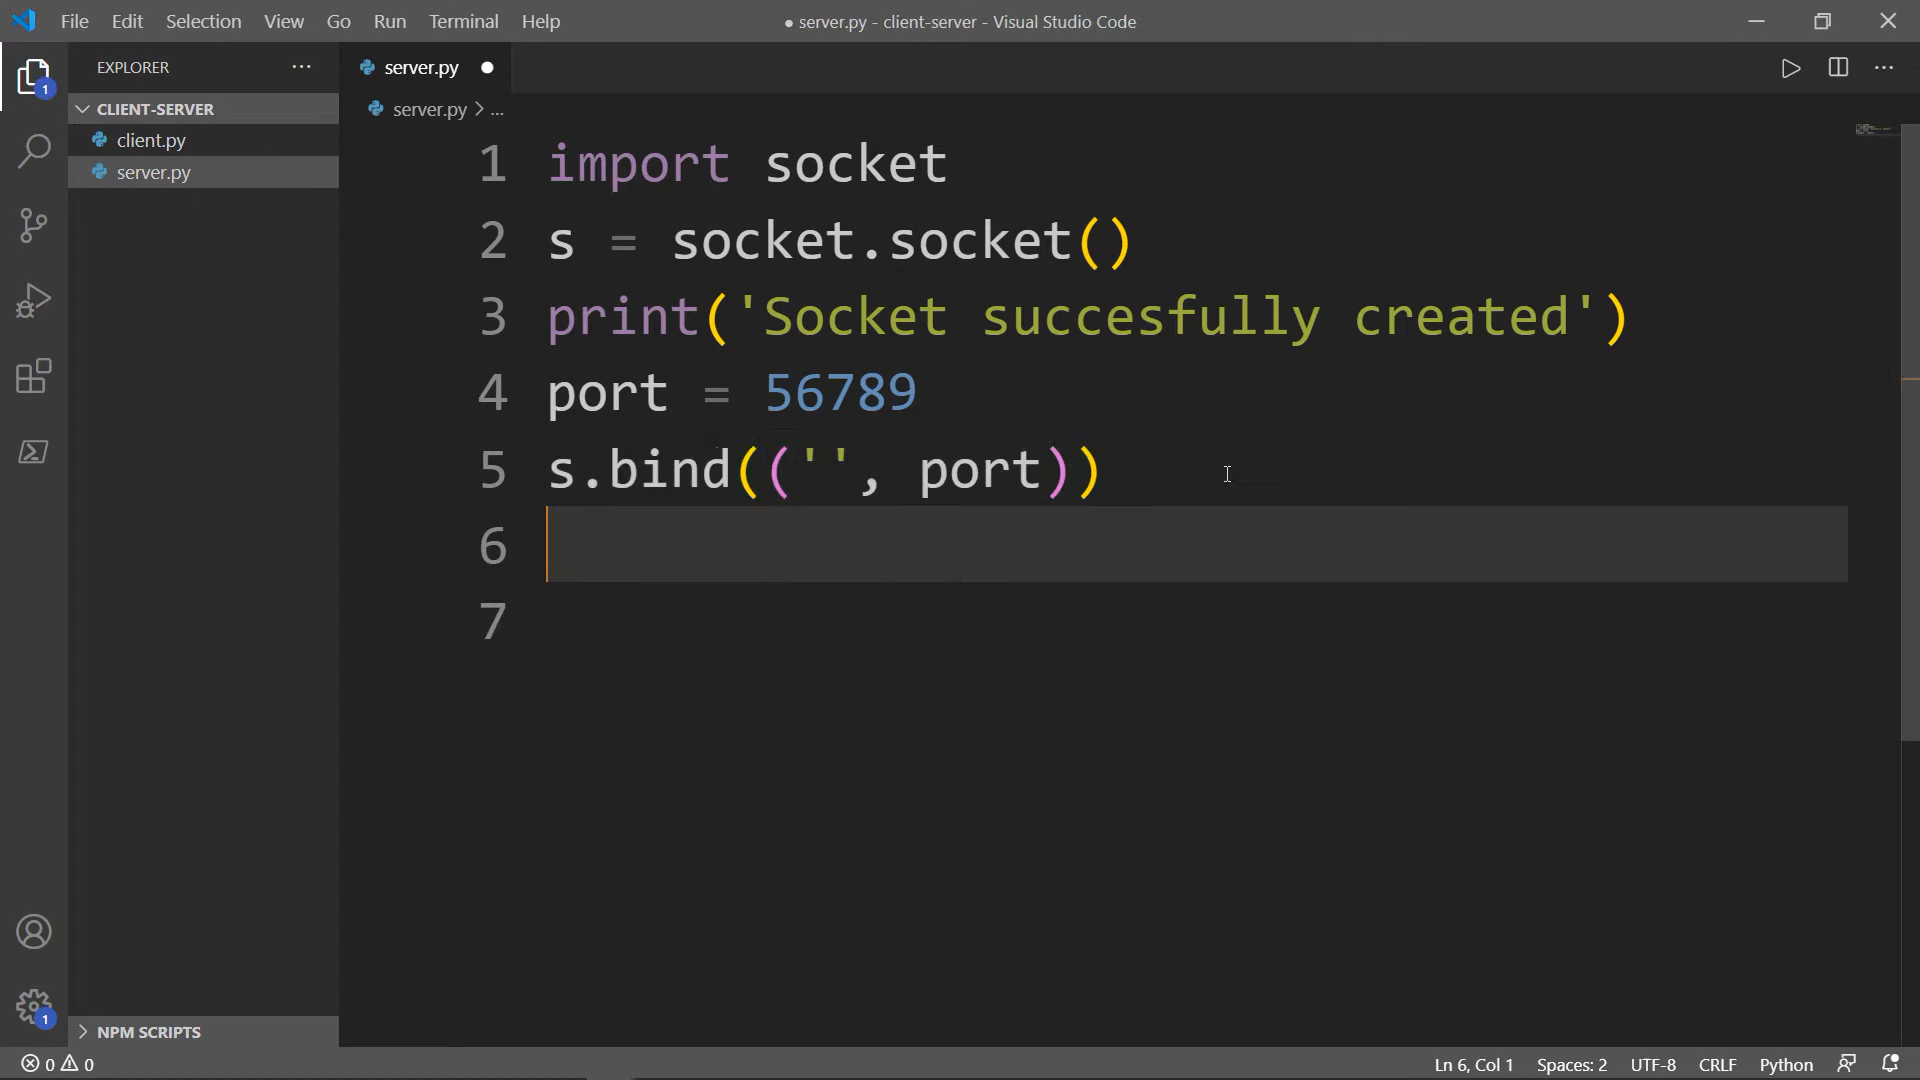 File Edit Selection View Go Run Terminal Help
● server.py - client-server - Visual Studio Code
EXPLORER
CLIENT-SERVER
client.py
server.py
NPM SCRIPTS
server.py
server.py > ...
1 import socket
2 s = socket.socket()
3 print('Socket succesfully created')
4 port = 56789
5 s.bind(('', port))
6
7
1
1
0 0
Ln 6, Col 1 Spaces: 2 UTF-8 CRLF Python